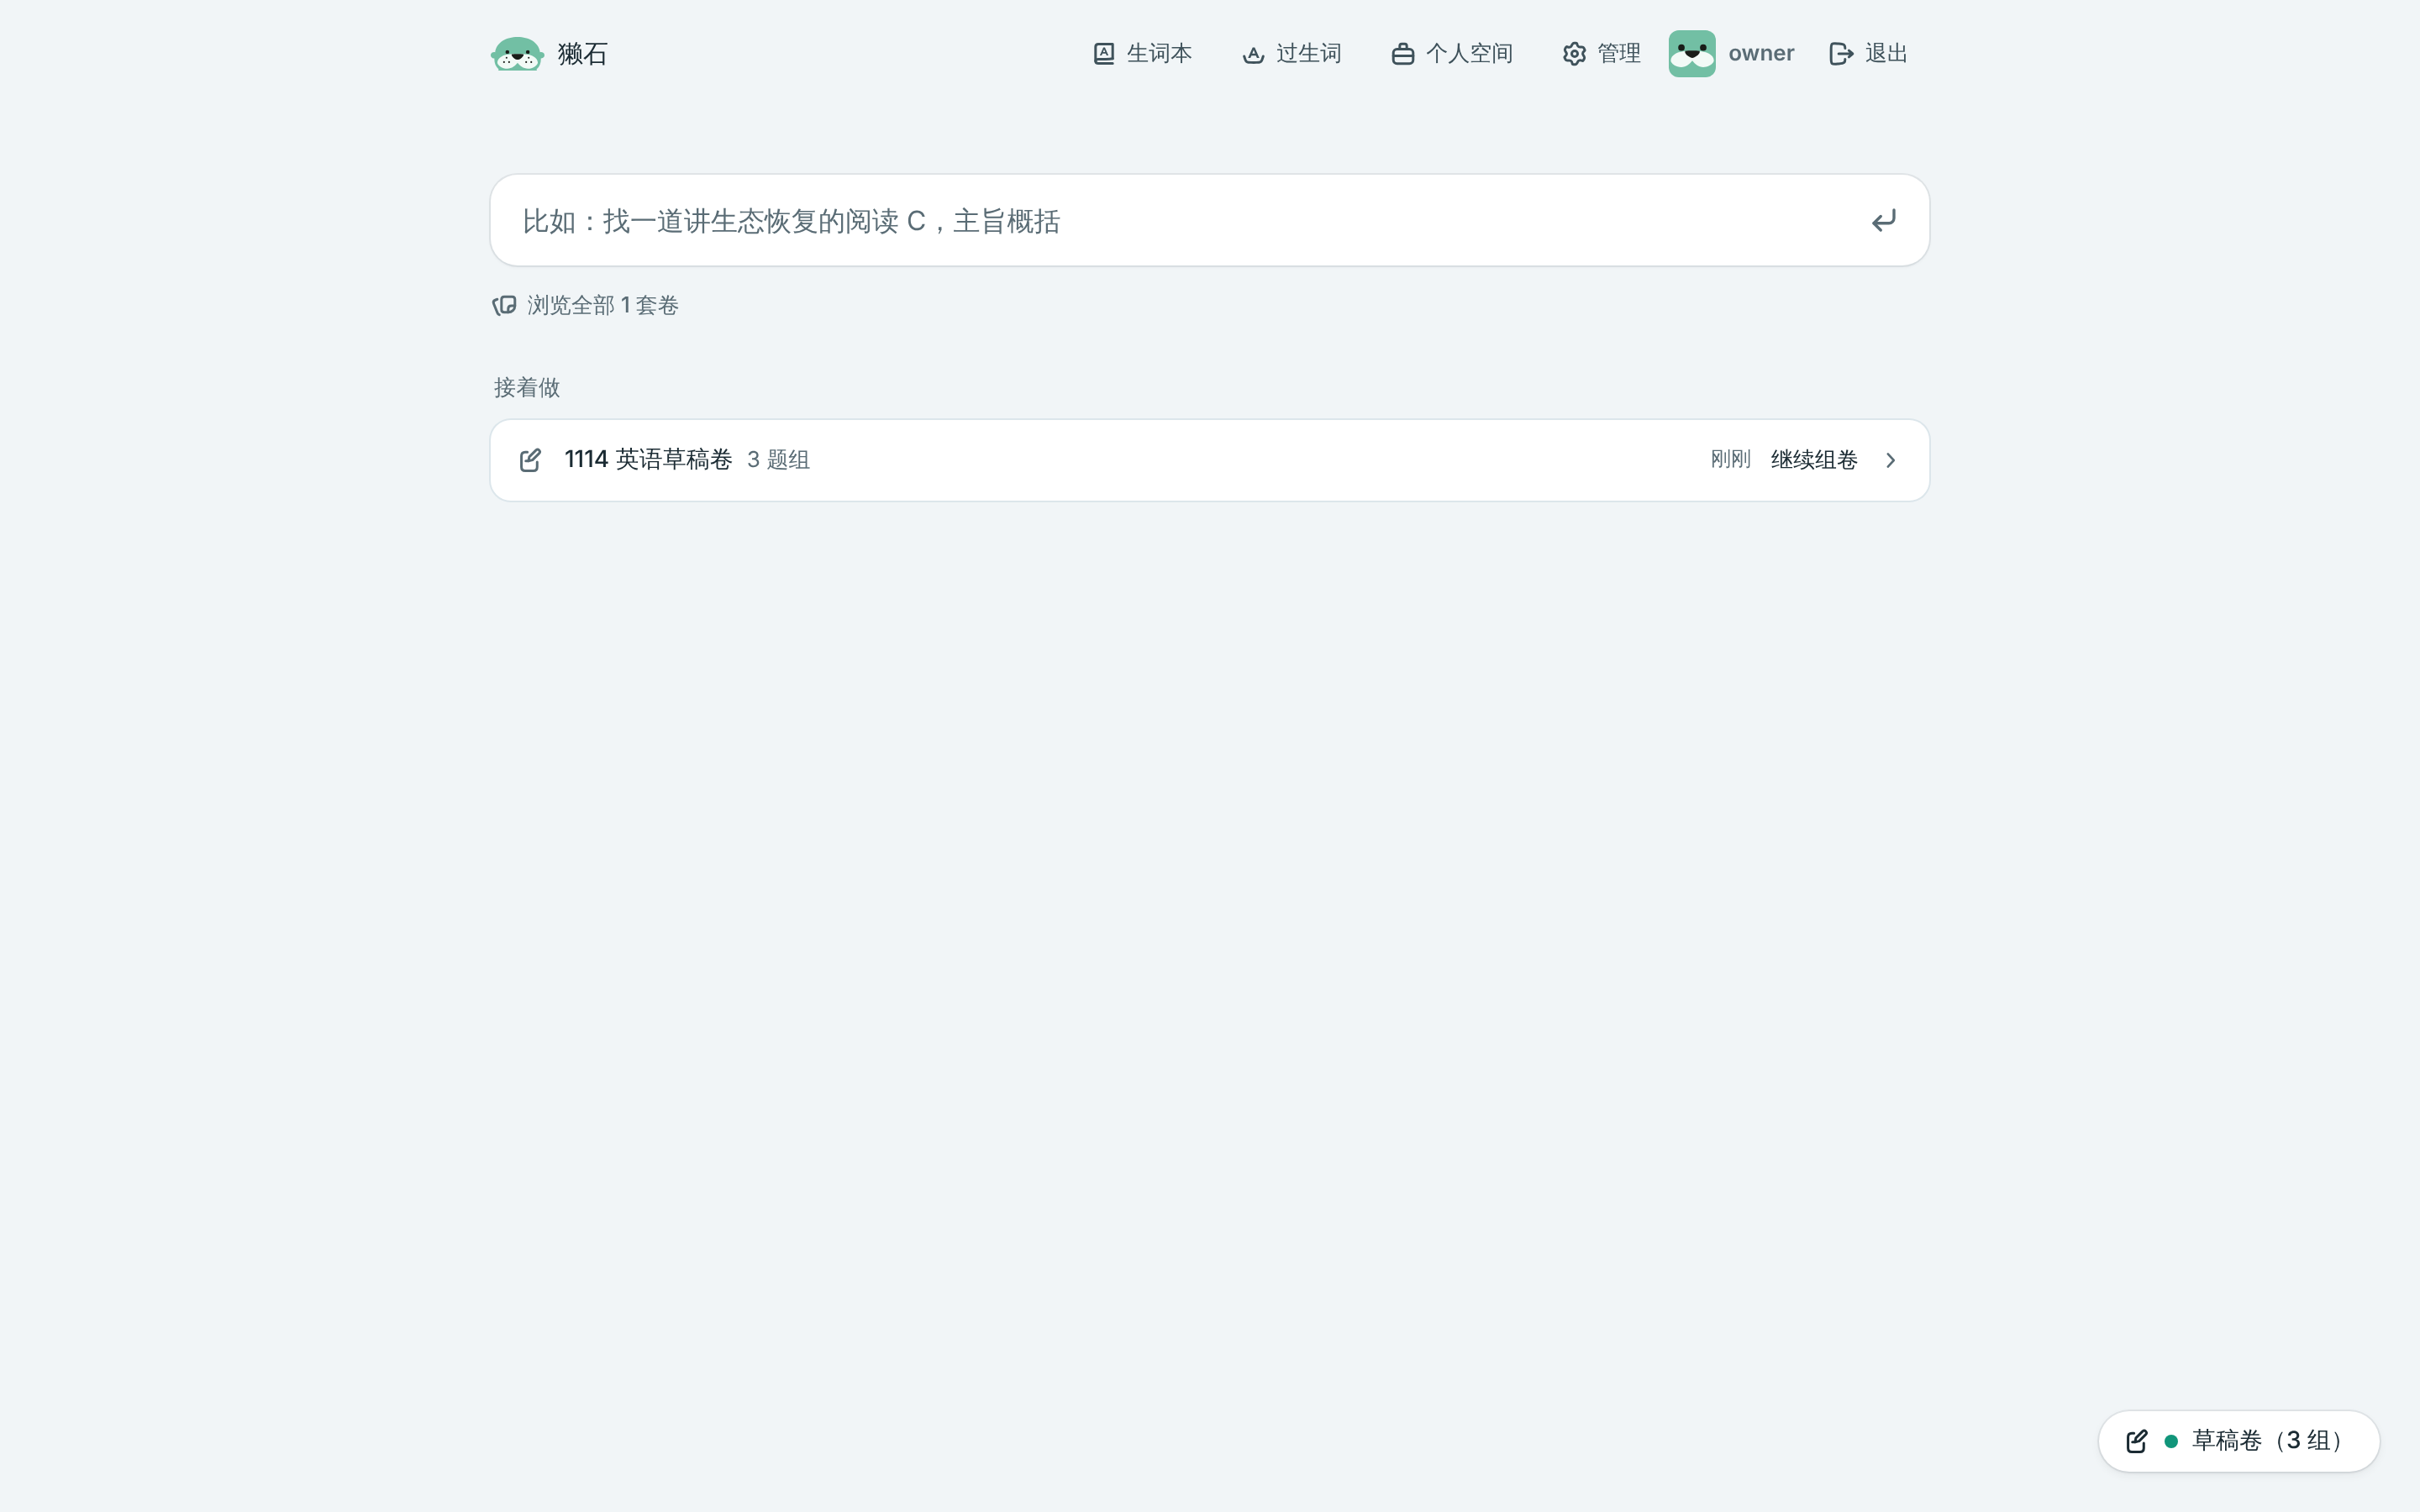 獭石
生词本 过生词 个人空间 管理 owner 退出
比如：找一道讲生态恢复的阅读 C，主旨概括
浏览全部 1 套卷
接着做
1114 英语草稿卷 3 题组 刚刚 继续组卷
草稿卷（3 组）